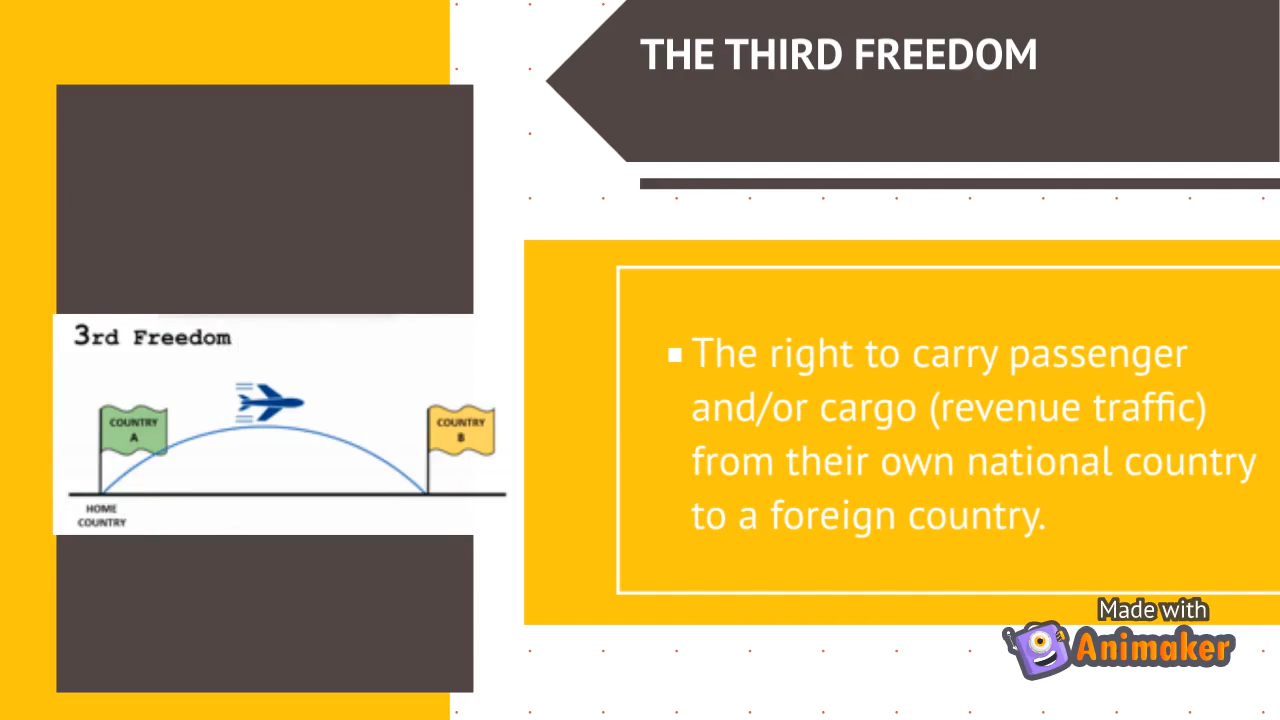 THE THIRD FREEDOM
3rd Freedom
COUNTRY
A
COUNTRY
B
HOME
COUNTRY
▪ The right to carry passenger
and/or cargo (revenue traffic)
from their own national country
to a foreign country.
Made with
Animaker